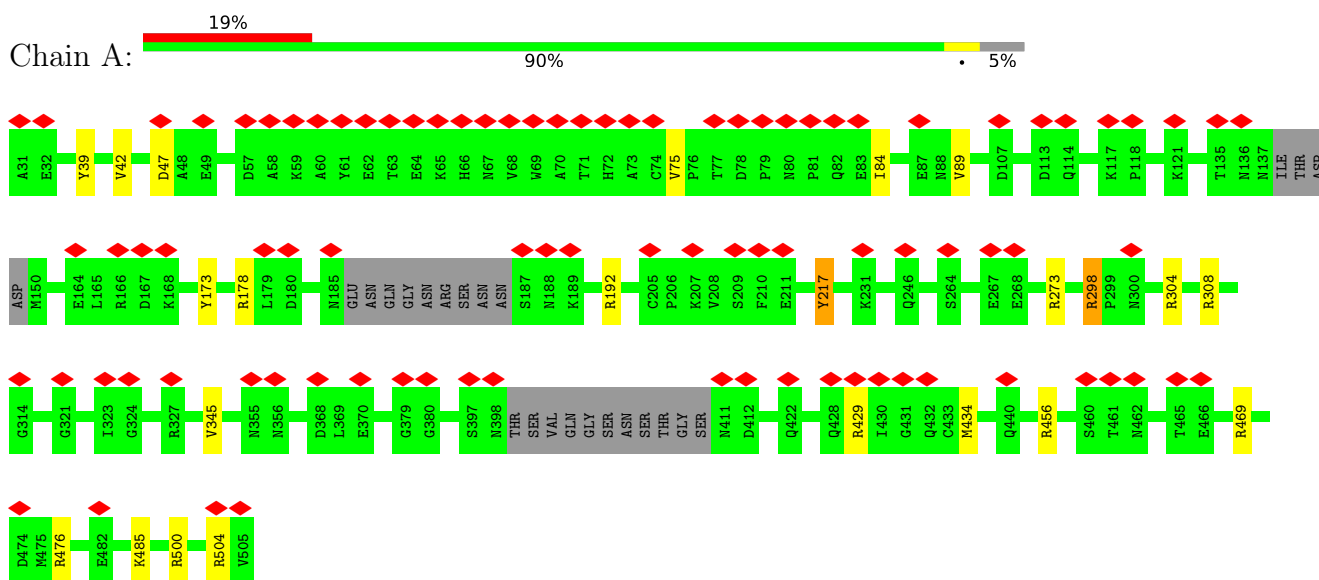 19%
Chain A:
90% • 5%
A31 E32 Y39 V42 D47 A48 E49 D57 A58 K59 A60 Y61 E62 T63 E64 K65 H66 N67 V68 W69 A70 T71 H72 A73 C74 V75 P76 T77 D78 P79 N80 P81 Q82 E83 I84 E87 N88 V89 D107 D113 Q114 K117 P118 K121 T135 N136 N137 ILE THR ASP
ASP M150 E164 L165 R166 D167 K168 Y173 R178 L179 D180 N185 GLU ASN GLN GLY ASN ARG SER ASN ASN S187 N188 K189 R192 C205 P206 K207 V208 S209 F210 E211 Y217 K231 Q246 S264 E267 E268 R273 R298 P299 N300 R304 R308
G314 G321 I323 G324 R327 V345 N355 N356 D368 L369 E370 G379 G380 S397 N398 THR SER VAL GLN GLY SER ASN SER THR GLY SER N411 D412 Q422 Q428 R429 I430 G431 Q432 C433 M434 Q440 R456 S460 T461 N462 T465 E466 R469
D474 M475 R476 E482 K485 R500 R504 V505